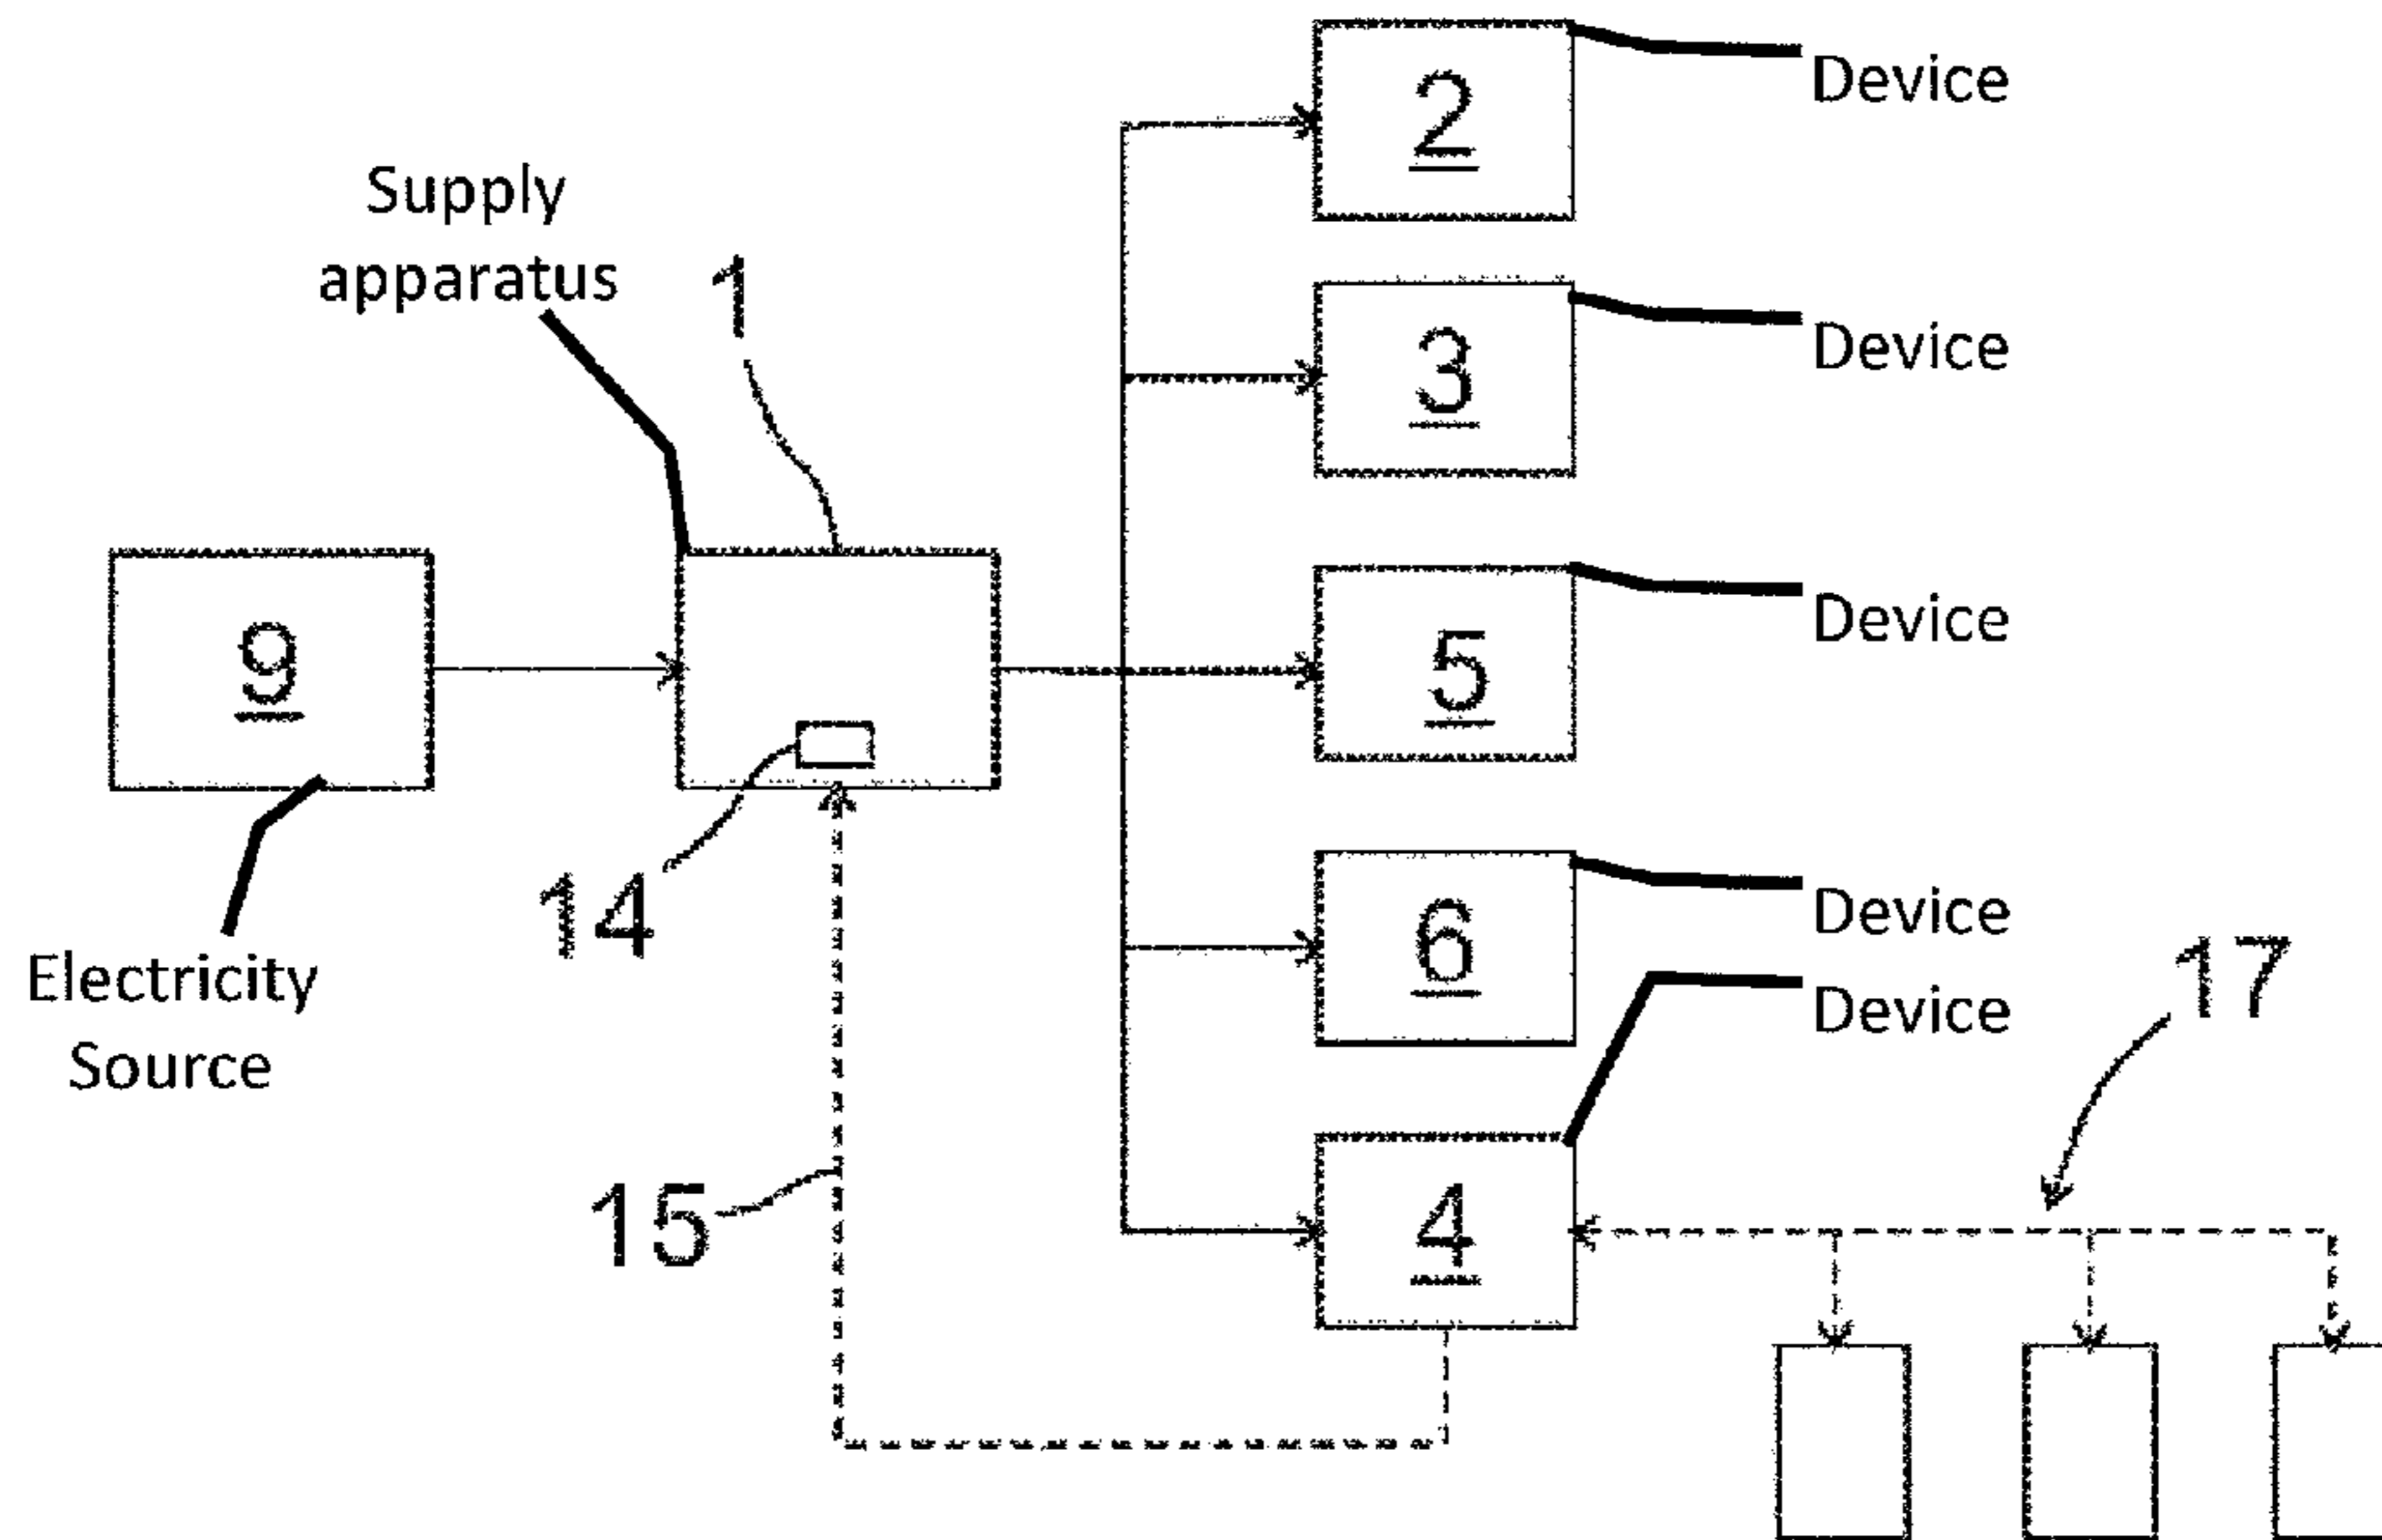 2
Device
Supply
apparatus
1
3
Device
9
5
Device
14
6
Device
Electricity
Source
Device
17
15
4